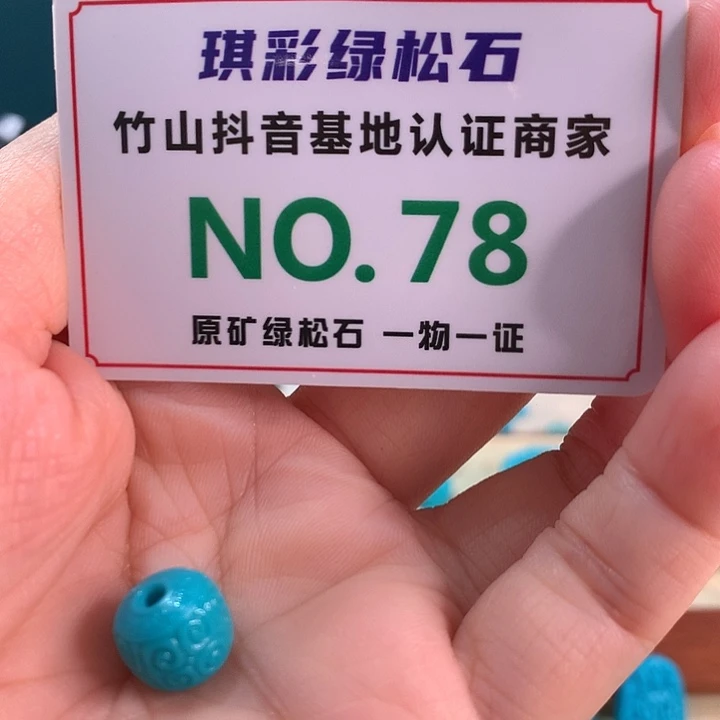 琪彩绿松石
竹山抖音基地认证商家
NO. 78
原矿绿松石 一物一证